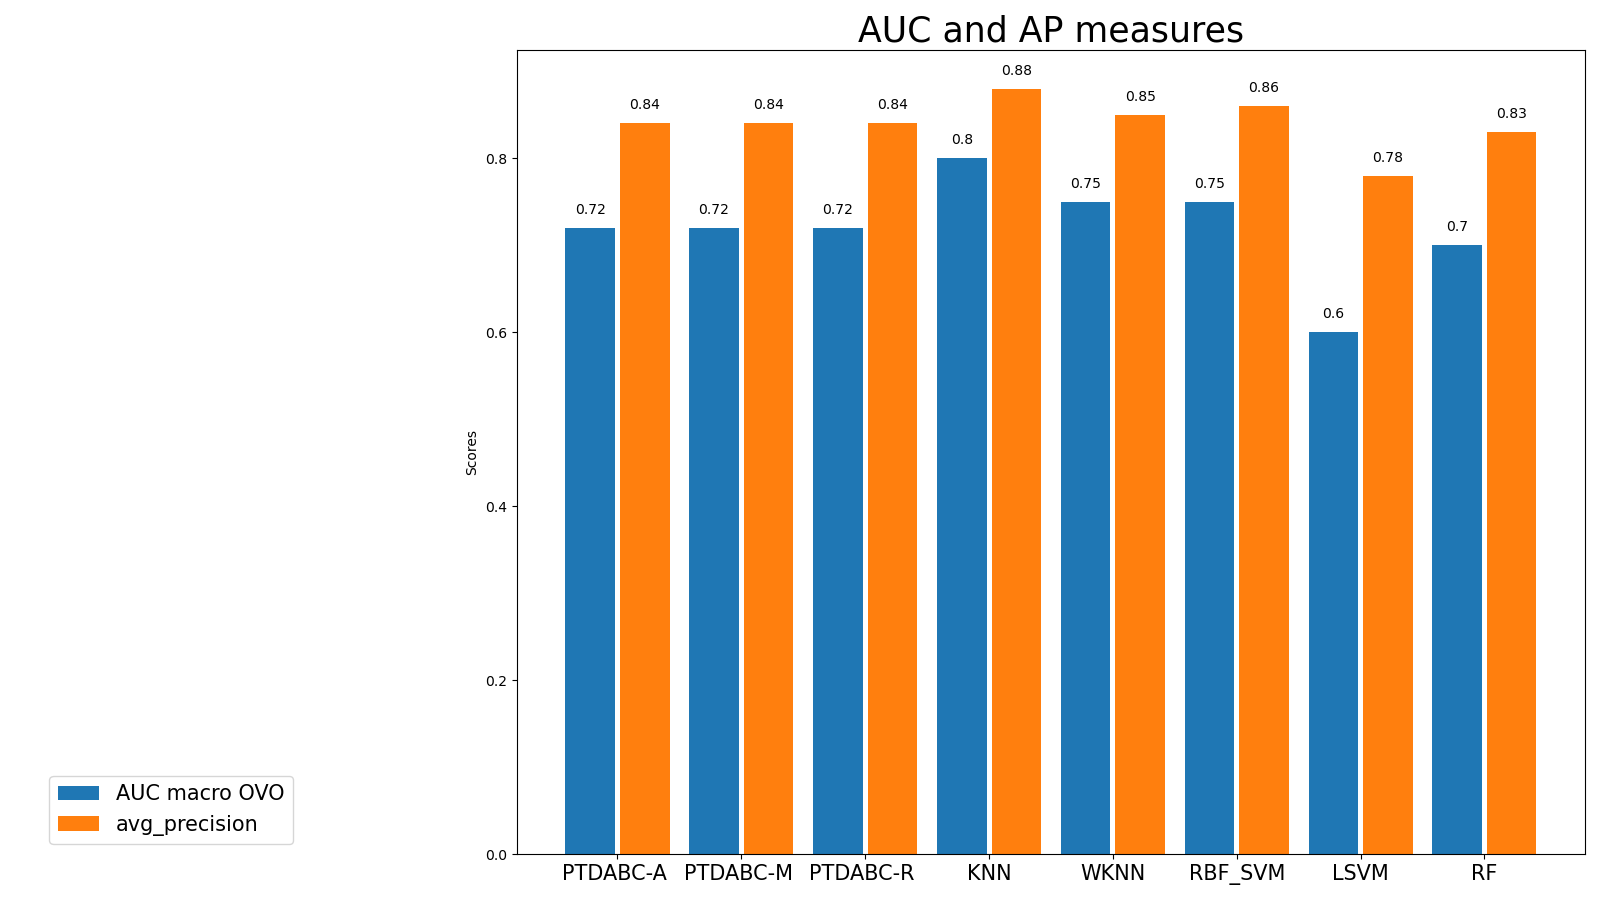 AUC and AP measures
0.88
0.86
0.85
0.84 0.84 0.84
0.83
0.8
0.78
0.75 0.75
0.72 0.72 0.72
0.7
0.6
0.8
0.6
0.4
0.2
0.0
Scores
PTDABC-A PTDABC-M PTDABC-R KNN WKNN RBF_SVM LSVM RF
AUC macro OVO
avg_precision